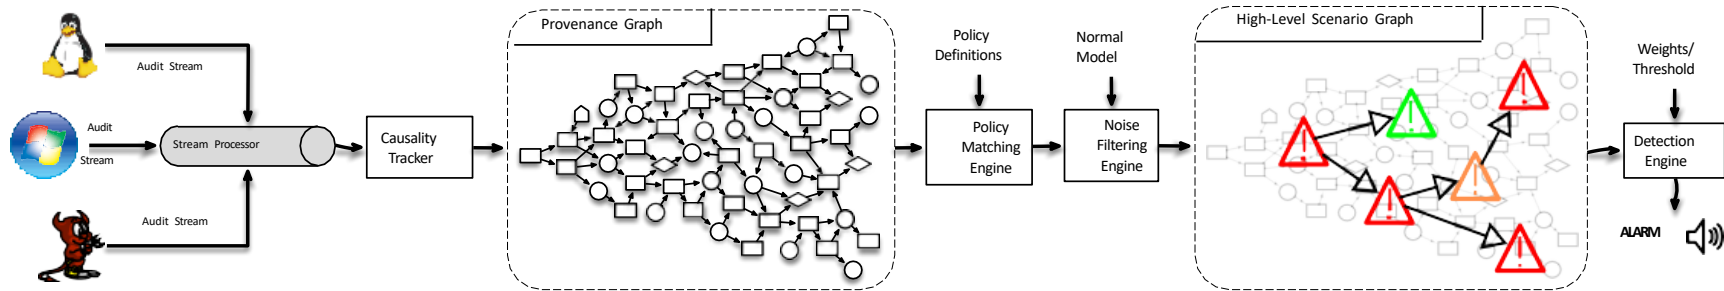 Audit Stream
Audit
Stream
Audit Stream
Stream Processor
Causality
Tracker
Provenance Graph
Policy
Definitions
Policy
Matching
Engine
Normal
Model
Noise
Filtering
Engine
High-Level Scenario Graph
Weights/
Threshold
Detection
Engine
ALARM